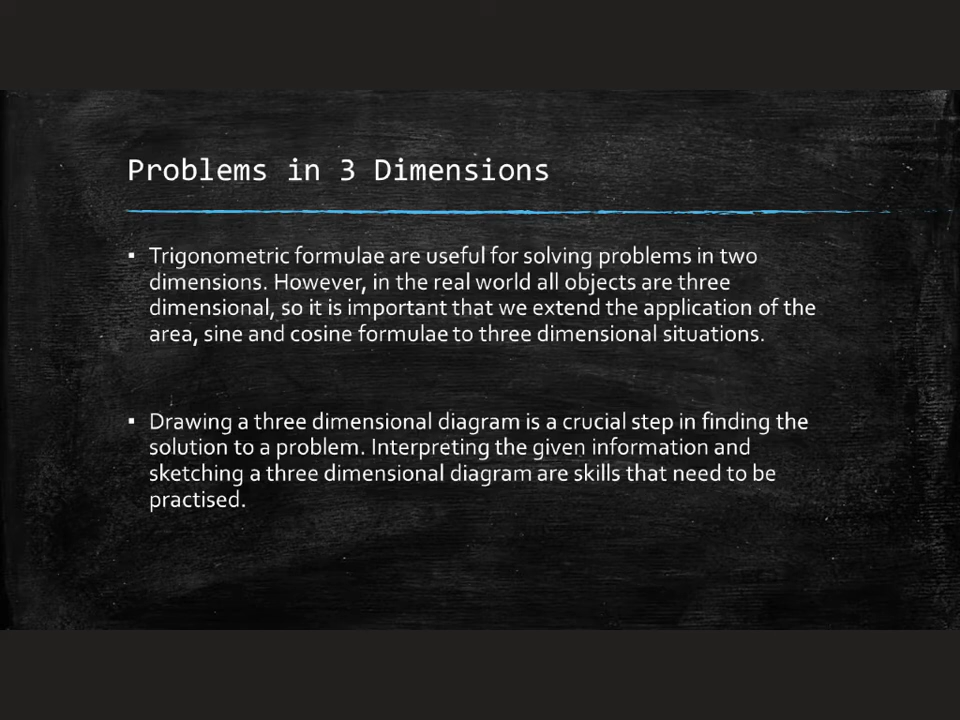 Problems in 3 Dimensions
▪ Trigonometric formulae are useful for solving problems in two
dimensions. However, in the real world all objects are three
dimensional, so it is important that we extend the application of the
area, sine and cosine formulae to three dimensional situations.
▪ Drawing a three dimensional diagram is a crucial step in finding the
solution to a problem. Interpreting the given information and
sketching a three dimensional diagram are skills that need to be
practised.